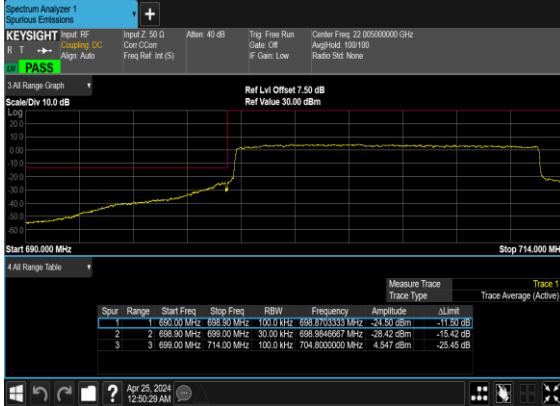 Spectrum Analyzer 1
Spurious Emissions
+
KEYSIGHT Input: RF Input Z: 50 Ω Atten: 40 dB Trig: Free Run Center Freq: 22.005000000 GHz
R T Coupling: DC Corr CCorr Gate: Off Avg|Hold: 100/100
Align: Auto Freq Ref: Int (S) IF Gain: Low Radio Std: None
LXI PASS
3 All Range Graph
Ref Lvl Offset 7.50 dB
Scale/Div 10.0 dB Ref Value 30.00 dBm
Log
20.0
10.0
0.00
-10.0
-20.0
-30.0
-40.0
-50.0
-60.0
Start 690.000 MHz Stop 714.000 MH
4 All Range Table
Measure Trace Trace 1
Trace Type Trace Average (Active)
Spur Range Start Freq Stop Freq RBW Frequency Amplitude ΔLimit
1 1 690.00 MHz 698.90 MHz 100.0 kHz 698.8703333 MHz -24.50 dBm -11.50 dB
2 2 698.90 MHz 699.00 MHz 30.00 kHz 698.9846667 MHz -28.42 dBm -15.42 dB
3 3 699.00 MHz 714.00 MHz 100.0 kHz 704.8000000 MHz 4.547 dBm -25.45 dB
? Apr 25, 2024
12:50:29 AM